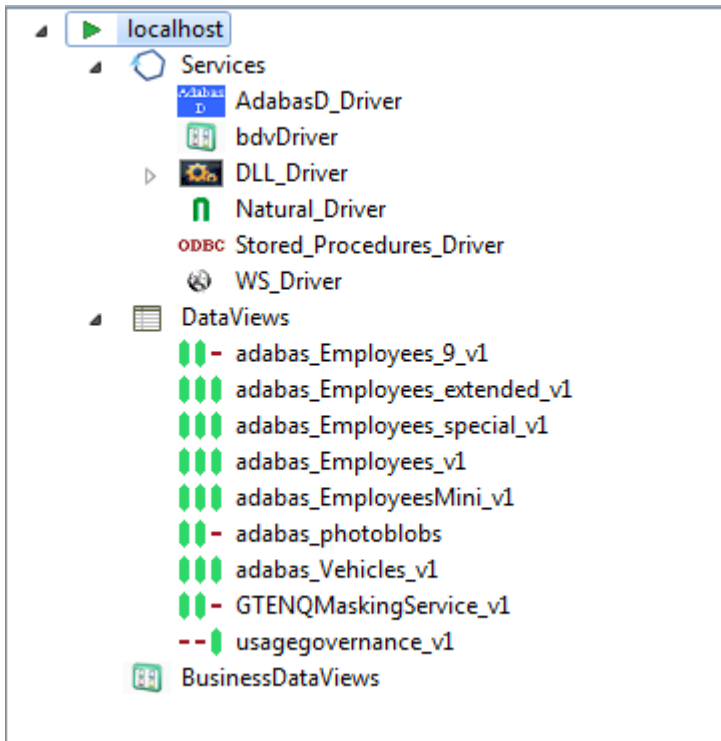 localhost
Services
Adabas
D
AdabasD_Driver
bdvDriver
DLL_Driver
Natural_Driver
ODBC Stored_Procedures_Driver
WS_Driver
DataViews
adabas_Employees_9_v1
adabas_Employees_extended_v1
adabas_Employees_special_v1
adabas_Employees_v1
adabas_EmployeesMini_v1
adabas_photoblobs
adabas_Vehicles_v1
GTENQMaskingService_v1
usagegovernance_v1
BusinessDataViews